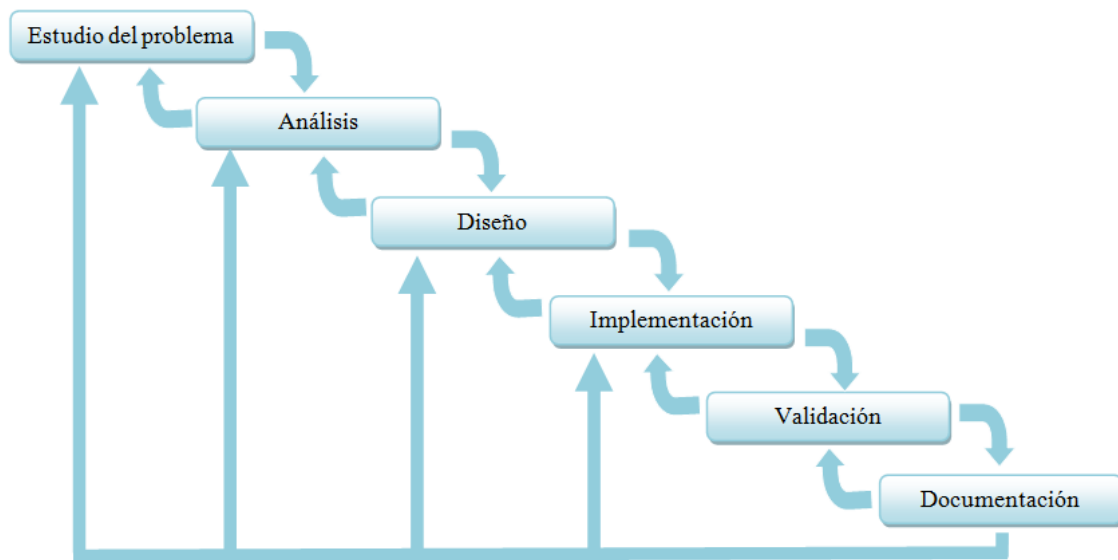 Estudio del problema
Análisis
Diseño
Implementación
Validación
Documentación